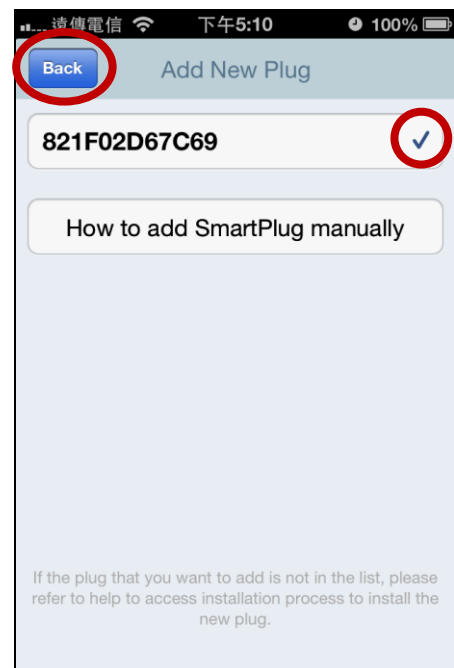 遠傳電信 下午5:10 100%
Back Add New Plug
821F02D67C69
How to add SmartPlug manually
If the plug that you want to add is not in the list, please
refer to help to access installation process to install the
new plug.